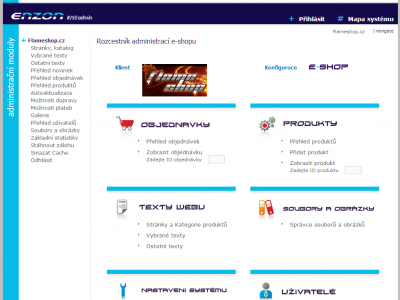 enzon RISEadmin
+ Přihlásit # Mapa systému
administrační moduly
Flameshop.cz | navigace
+ Flameshop.cz
Stránky, katalog
Vybrané texty
Ostatní texty
Přehled novinek
Přehled objednávek
Přehled produktů
Autoaktualizace
Možnosti dopravy
Možnosti plateb
Galerie
Přehled uživatelů
Soubory a obrázky
Základní statistiky
Stáhnout zálohu
Smazat Cache
Odhlásit
Rozcestník administrací e-shopu
Klient
Flame shop
Konfigurace E-SHOP
OBJEDNÁVKY
Přehled objednávek
Zobrazit objednávku
Zadejte ID objednávky
PRODUKTY
Přehled produktů
Přidat produkt
Zobrazit produkt
Zadejte ID produktu
TEXTY WEBU
Stránky a Kategorie produktů
Vybrané texty
Ostatní texty
SOUBORY A OBRÁZKY
Správce souborů a obrázků
NASTAVENÍ SYSTÉMU
UŽIVATELÉ